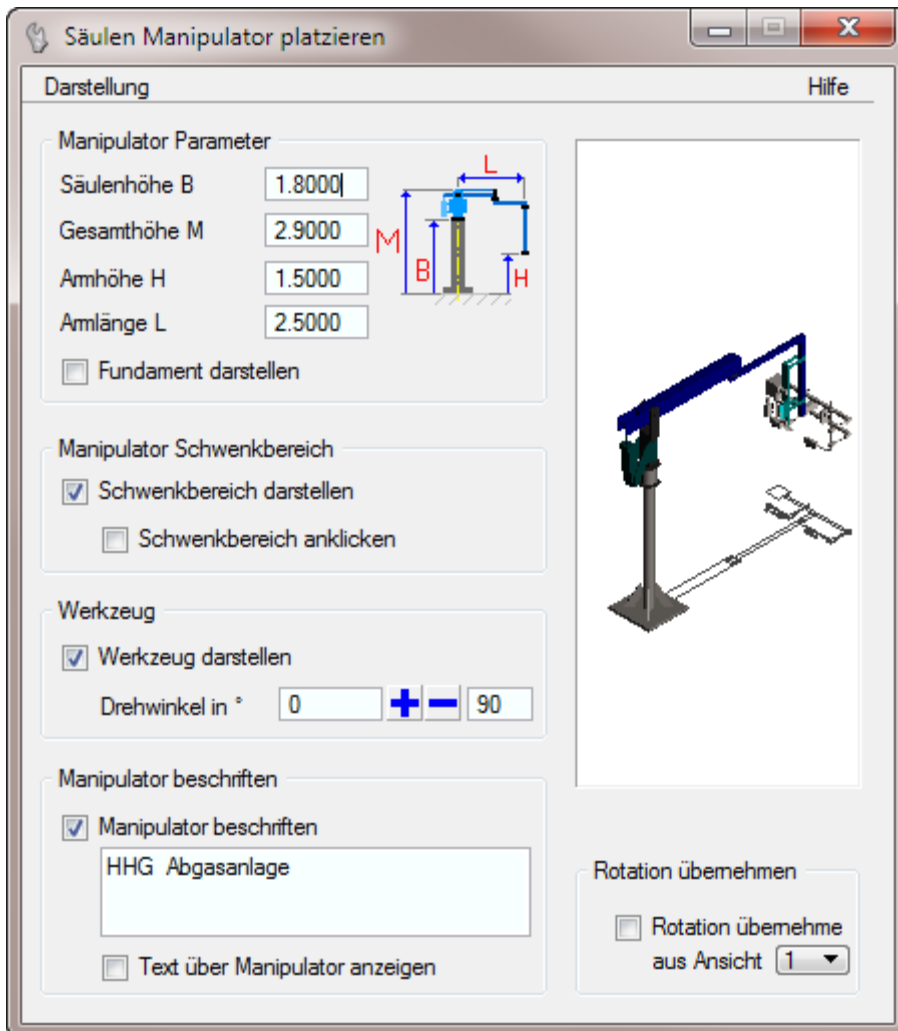 Säulen Manipulator platzieren
Darstellung Hilfe
Manipulator Parameter
Säulenhöhe B 1.8000
Gesamthöhe M 2.9000
Armhöhe H 1.5000
Armlänge L 2.5000
L
M
B
H
Fundament darstellen
Manipulator Schwenkbereich
Schwenkbereich darstellen
Schwenkbereich anklicken
Werkzeug
Werkzeug darstellen
Drehwinkel in ° 0 90
Manipulator beschriften
Manipulator beschriften
HHG Abgasanlage
Text über Manipulator anzeigen
Rotation übernehmen
Rotation übernehme
aus Ansicht 1